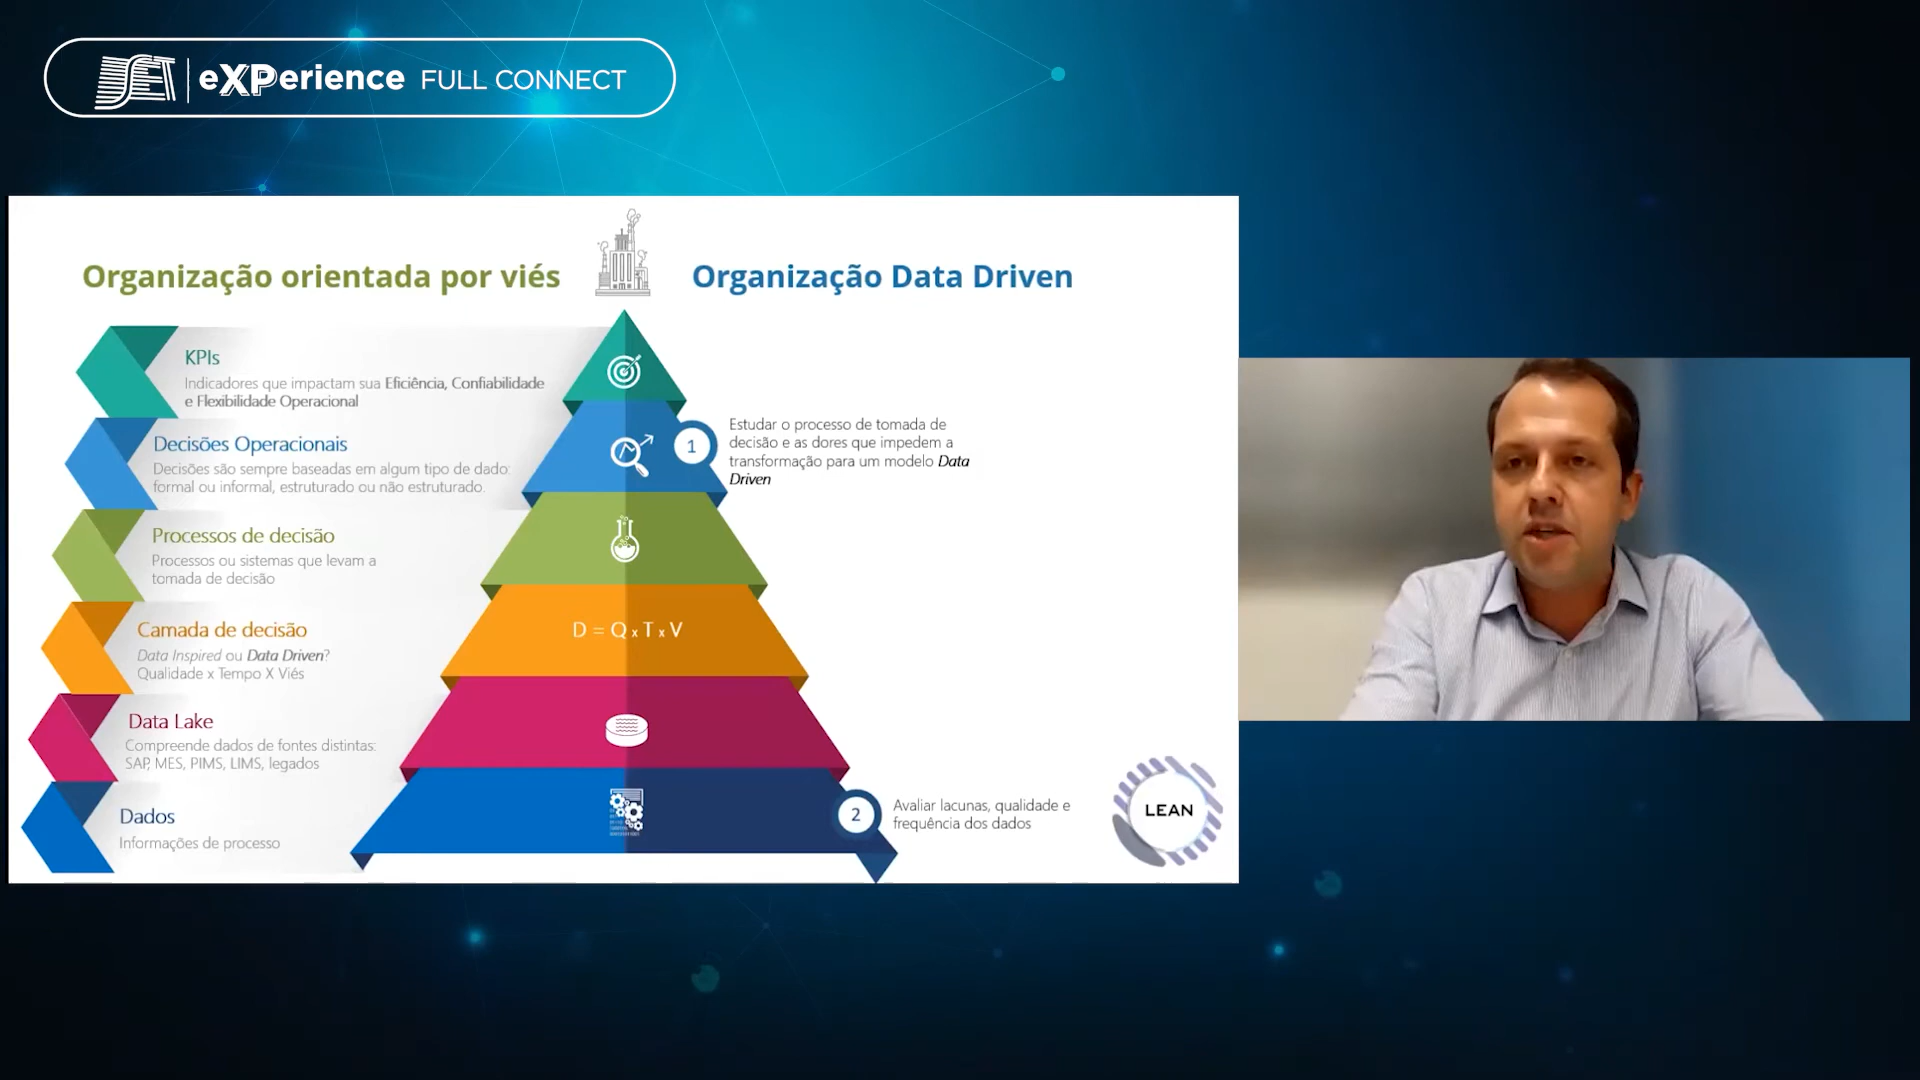 SET eXPerience FULL CONNECT
Organização orientada por viés
Organização Data Driven
KPIs
Indicadores que impactam sua Eficiência, Confiabilidade
e Flexibilidade Operacional
Decisões Operacionais
Decisões são sempre baseadas em algum tipo de dado:
formal ou informal, estruturado ou não estruturado.
1
Estudar o processo de tomada de
decisão e as dores que impedem a
transformação para um modelo Data
Driven
Processos de decisão
Processos ou sistemas que levam a
tomada de decisão
Camada de decisão
Data Inspired ou Data Driven?
Qualidade x Tempo X Viés
D = Q x T x V
Data Lake
Compreende dados de fontes distintas:
SAP, MES, PIMS, LIMS, legados
Dados
Informações de processo
2
Avaliar lacunas, qualidade e
frequência dos dados
LEAN